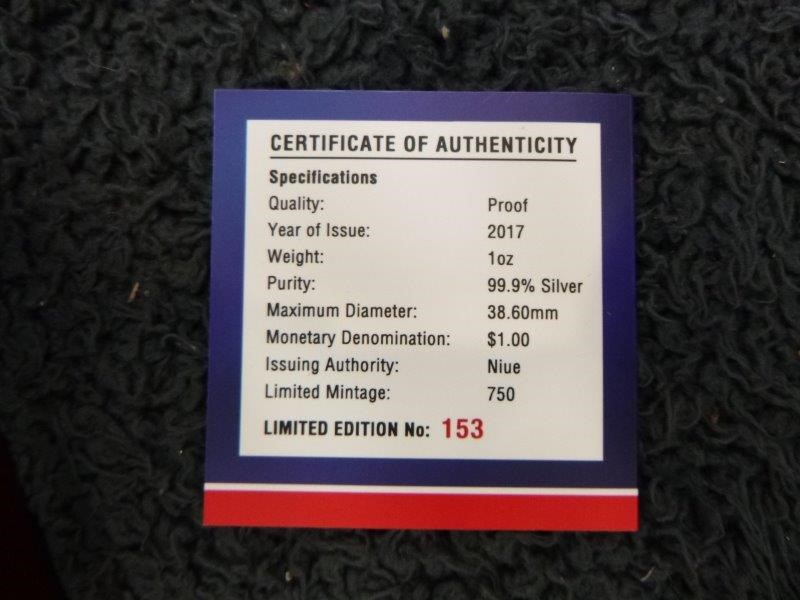 CERTIFICATE OF AUTHENTICITY
Specifications
Quality: Proof
Year of Issue: 2017
Weight: 1oz
Purity: 99.9% Silver
Maximum Diameter: 38.60mm
Monetary Denomination: $1.00
Issuing Authority: Niue
Limited Mintage: 750
LIMITED EDITION No: 153